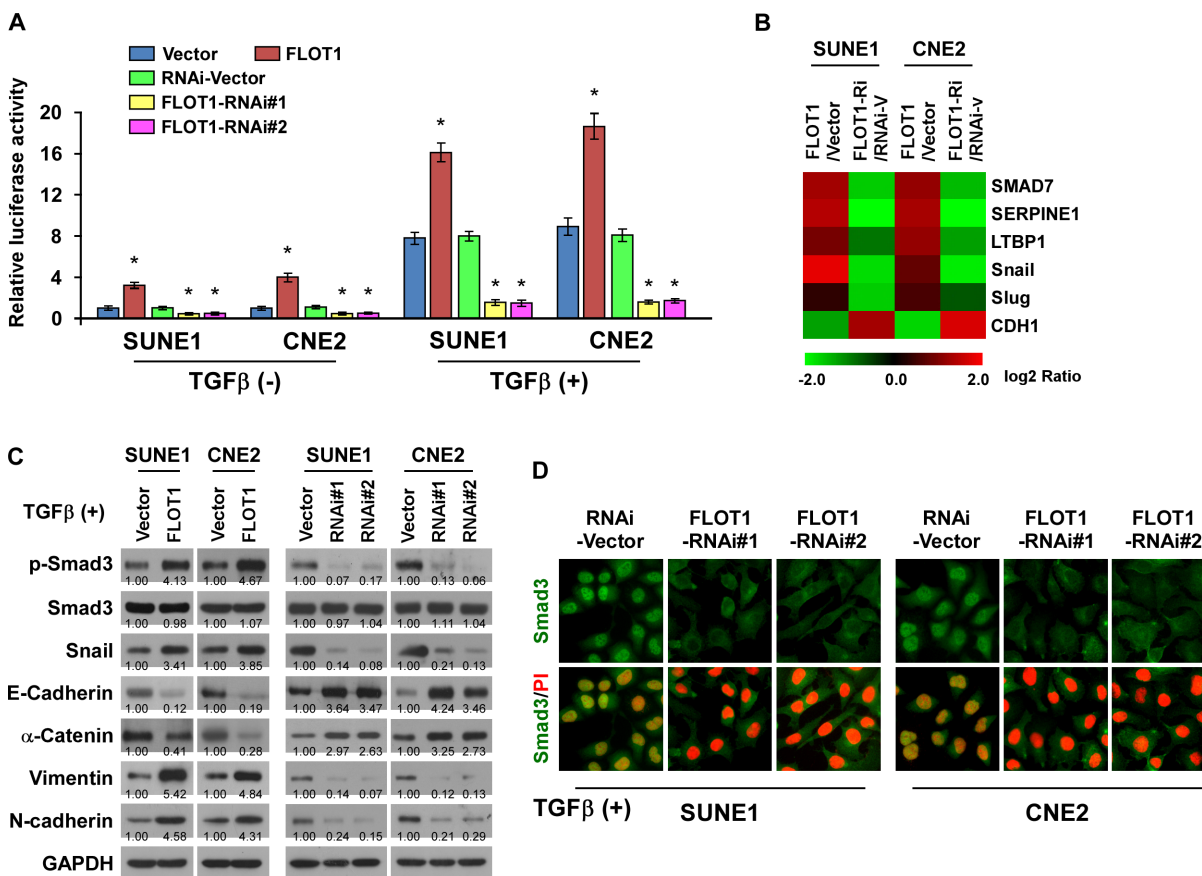 A
Vector
FLOT1
RNAi-Vector
FLOT1-RNAi#1
FLOT1-RNAi#2
Relative luciferase activity
20
16
12
8
4
0
* * * * * * * * * * * *
SUNE1 CNE2 SUNE1 CNE2
TGFβ (-) TGFβ (+)
B
SUNE1 CNE2
FLOT1 /Vector
FLOT1-Ri /RNAi-V
FLOT1 /Vector
FLOT1-Ri /RNAi-v
SMAD7
SERPINE1
LTBP1
Snail
Slug
CDH1
-2.0 0.0 2.0 log2 Ratio
C
SUNE1 CNE2 SUNE1 CNE2
TGFβ (+)
Vector FLOT1 Vector FLOT1 Vector RNAi#1 RNAi#2 Vector RNAi#1 RNAi#2
p-Smad3
1.00 4.13 1.00 4.67 1.00 0.07 0.17 1.00 0.13 0.06
Smad3
1.00 0.98 1.00 1.07 1.00 0.97 1.04 1.00 1.11 1.04
Snail
1.00 3.41 1.00 3.85 1.00 0.14 0.08 1.00 0.21 0.13
E-Cadherin
1.00 0.12 1.00 0.19 1.00 3.64 3.47 1.00 4.24 3.46
α-Catenin
1.00 0.41 1.00 0.28 1.00 2.97 2.63 1.00 3.25 2.73
Vimentin
1.00 5.42 1.00 4.84 1.00 0.14 0.07 1.00 0.12 0.13
N-cadherin
1.00 4.58 1.00 4.31 1.00 0.24 0.15 1.00 0.21 0.29
GAPDH
D
RNAi -Vector
FLOT1 -RNAi#1
FLOT1 -RNAi#2
RNAi -Vector
FLOT1 -RNAi#1
FLOT1 -RNAi#2
Smad3
Smad3/PI
TGFβ (+) SUNE1 CNE2